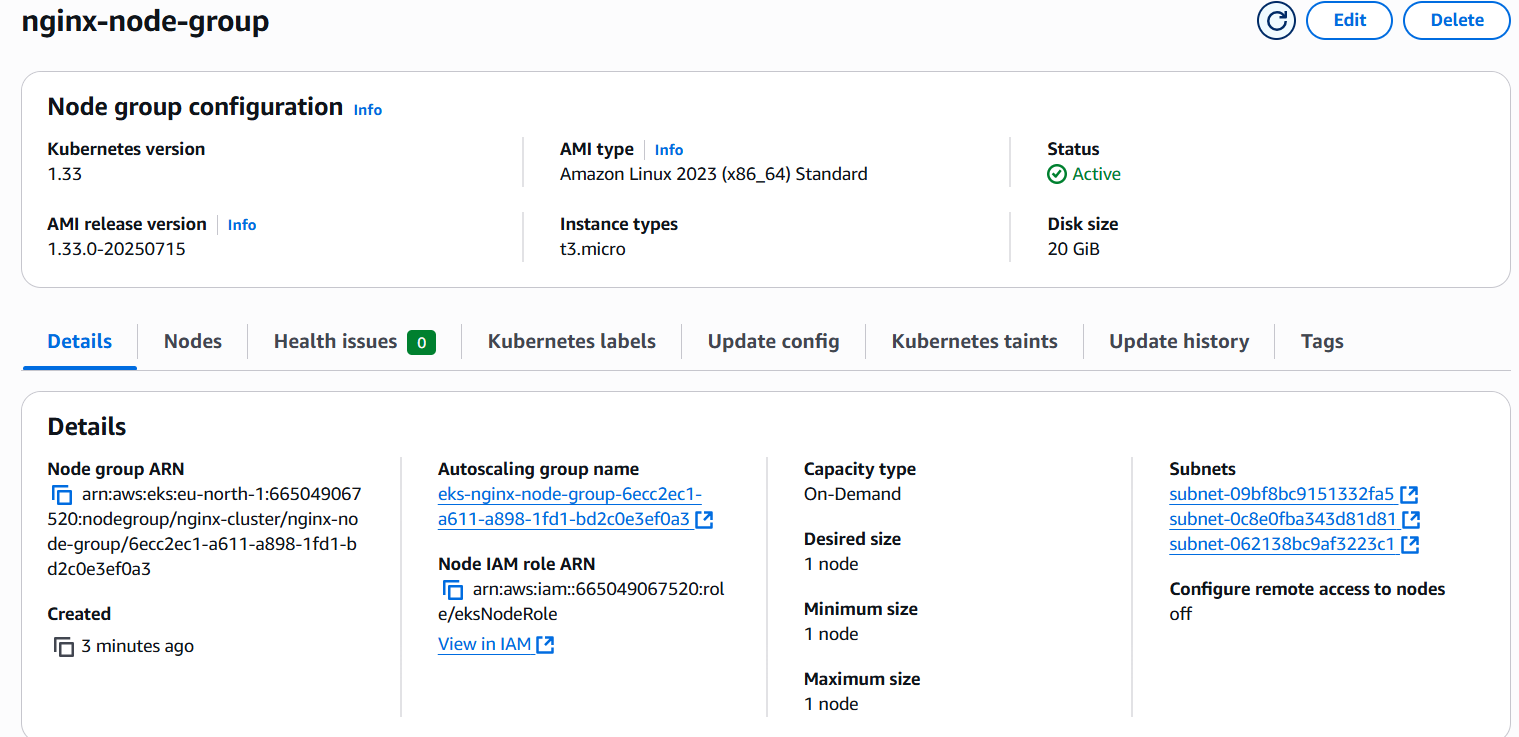 nginx-node-group
Edit
Delete
Node group configuration Info
Kubernetes version
1.33
AMI type Info
Amazon Linux 2023 (x86_64) Standard
Status
Active
AMI release version Info
1.33.0-20250715
Instance types
t3.micro
Disk size
20 GiB
Details
Nodes
Health issues 0
Kubernetes labels
Update config
Kubernetes taints
Update history
Tags
Details
Node group ARN
arn:aws:eks:eu-north-1:665049067
520:nodegroup/nginx-cluster/nginx-no
de-group/6ecc2ec1-a611-a898-1fd1-b
d2c0e3ef0a3
Created
3 minutes ago
Autoscaling group name
eks-nginx-node-group-6ecc2ec1-
a611-a898-1fd1-bd2c0e3ef0a3
Node IAM role ARN
arn:aws:iam::665049067520:rol
e/eksNodeRole
View in IAM
Capacity type
On-Demand
Desired size
1 node
Minimum size
1 node
Maximum size
1 node
Subnets
subnet-09bf8bc9151332fa5
subnet-0c8e0fba343d81d81
subnet-062138bc9af3223c1
Configure remote access to nodes
off